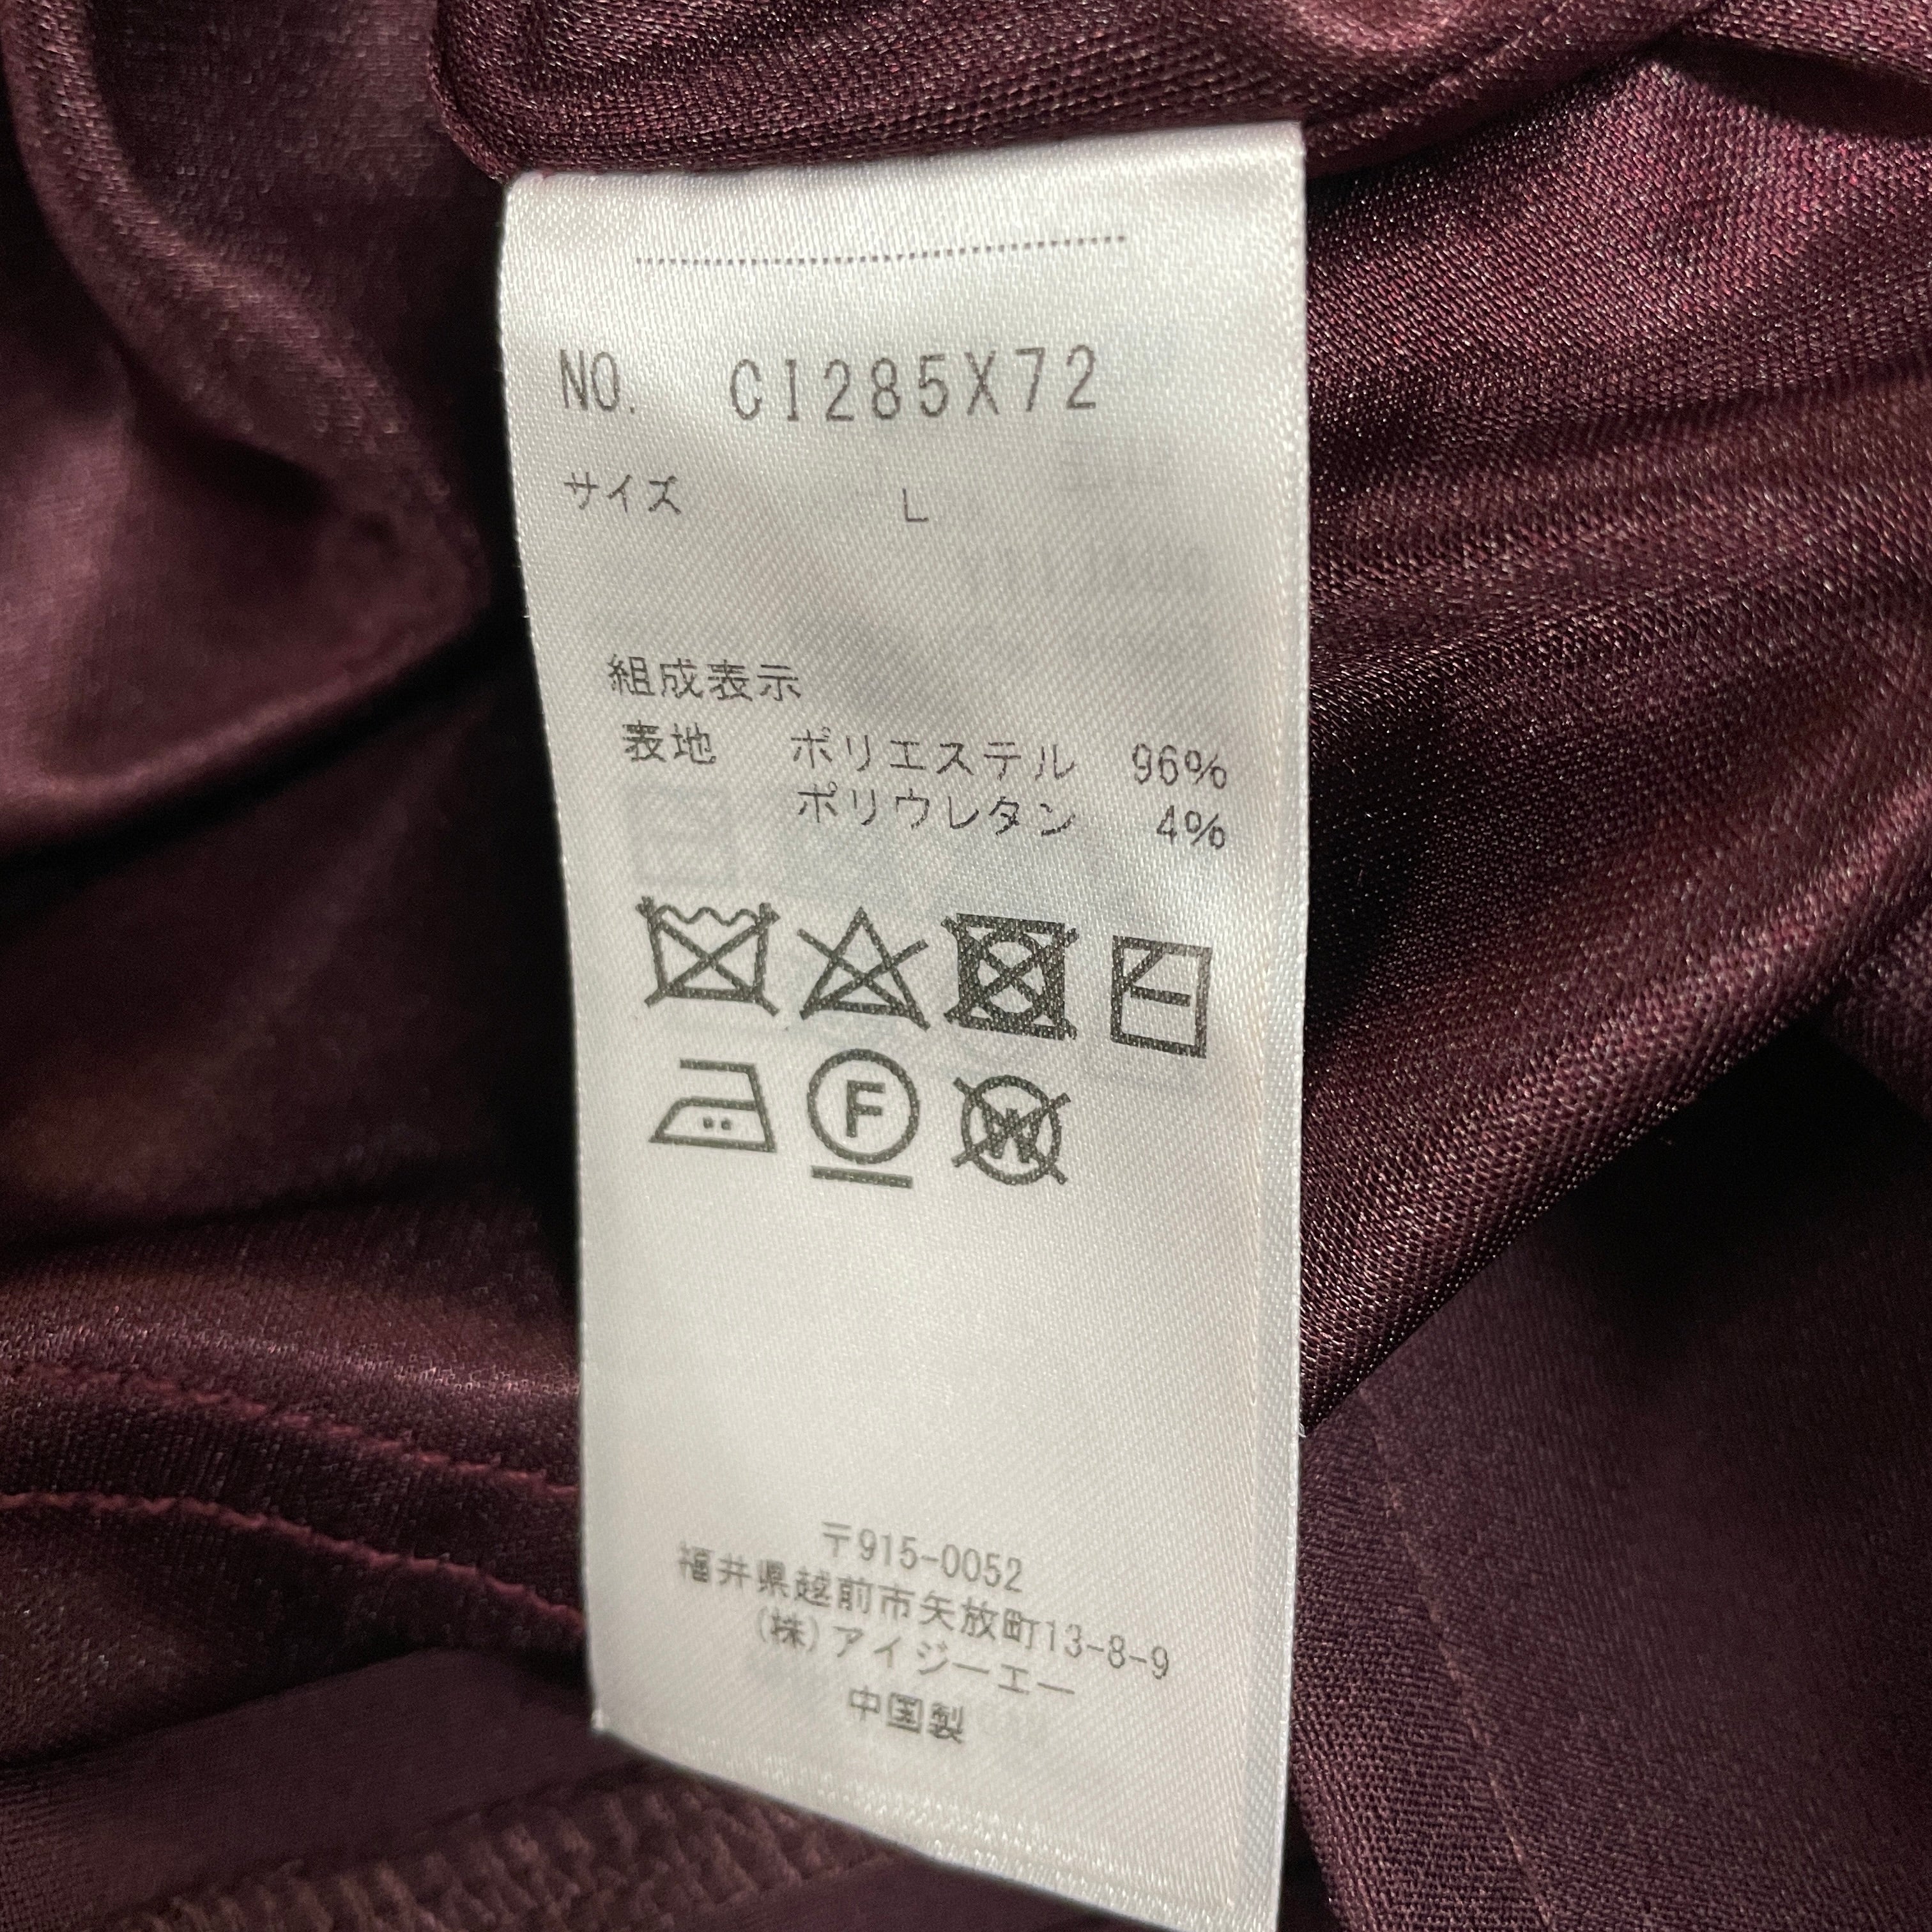 NO. CI285X72
サイズ L
組成表示
表地 ポリエステル 96%
ポリウレタン 4%
F
W
〒915-0052
福井県越前市矢放町13-8-9
(株)アイジーエー
中国製